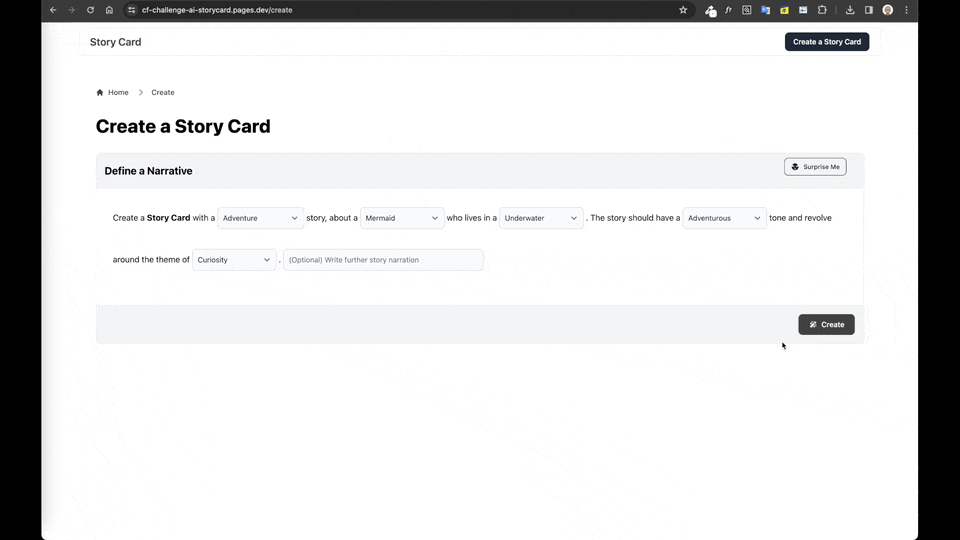 cf-challenge-ai-storycard.pages.dev/create
Story Card
Create a Story Card
Home
Create
Create a Story Card
Define a Narrative
Surprise Me
Create a Story Card with a Adventure story, about a Mermaid who lives in a Underwater . The story should have a Adventurous tone and revolve
around the theme of Curiosity . (Optional) Write further story narration
Create